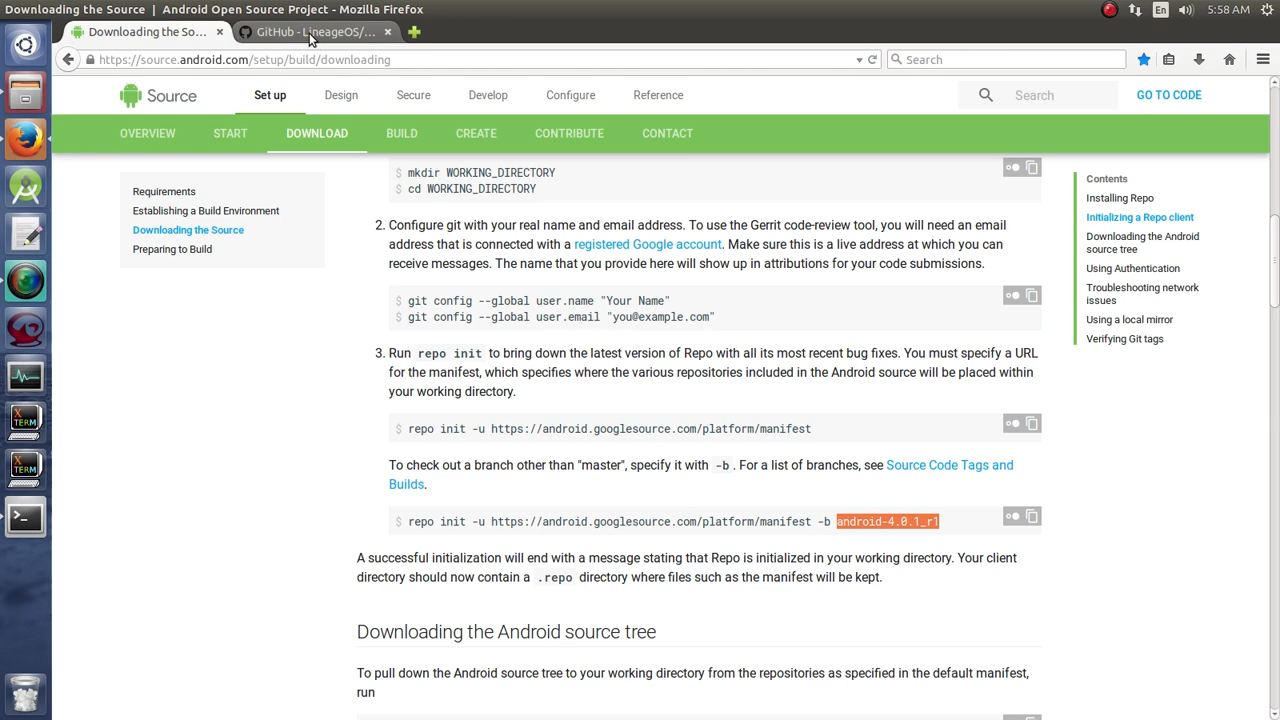 Downloading the Source | Android Open Source Project - Mozilla Firefox
En
5:58 AM
Downloading the So...
GitHub - LineageOS/...
https://source.android.com/setup/build/downloading
Search
Source
Set up
Design
Secure
Develop
Configure
Reference
Search
GO TO CODE
OVERVIEW
START
DOWNLOAD
BUILD
CREATE
CONTRIBUTE
CONTACT
Requirements
Establishing a Build Environment
Downloading the Source
Preparing to Build
$ mkdir WORKING_DIRECTORY
$ cd WORKING_DIRECTORY
2. Configure git with your real name and email address. To use the Gerrit code-review tool, you will need an email
address that is connected with a registered Google account. Make sure this is a live address at which you can
receive messages. The name that you provide here will show up in attributions for your code submissions.
$ git config --global user.name "Your Name"
$ git config --global user.email "you@example.com"
3. Run repo init to bring down the latest version of Repo with all its most recent bug fixes. You must specify a URL
for the manifest, which specifies where the various repositories included in the Android source will be placed within
your working directory.
$ repo init -u https://android.googlesource.com/platform/manifest
To check out a branch other than "master", specify it with -b. For a list of branches, see Source Code Tags and
Builds.
$ repo init -u https://android.googlesource.com/platform/manifest -b android-4.0.1_r1
A successful initialization will end with a message stating that Repo is initialized in your working directory. Your client
directory should now contain a .repo directory where files such as the manifest will be kept.
Downloading the Android source tree
To pull down the Android source tree to your working directory from the repositories as specified in the default manifest,
run
Contents
Installing Repo
Initializing a Repo client
Downloading the Android
source tree
Using Authentication
Troubleshooting network
issues
Using a local mirror
Verifying Git tags
X
TERM
X
TERM